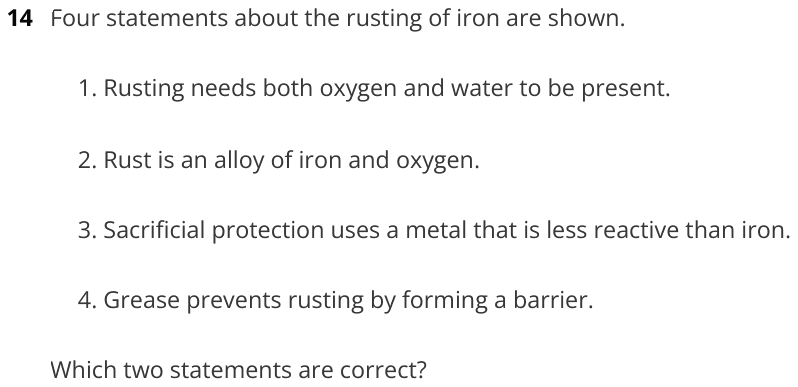 14 Four statements about the rusting of iron are shown.
1. Rusting needs both oxygen and water to be present.
2. Rust is an alloy of iron and oxygen.
3. Sacrificial protection uses a metal that is less reactive than iron.
4. Grease prevents rusting by forming a barrier.
Which two statements are correct?